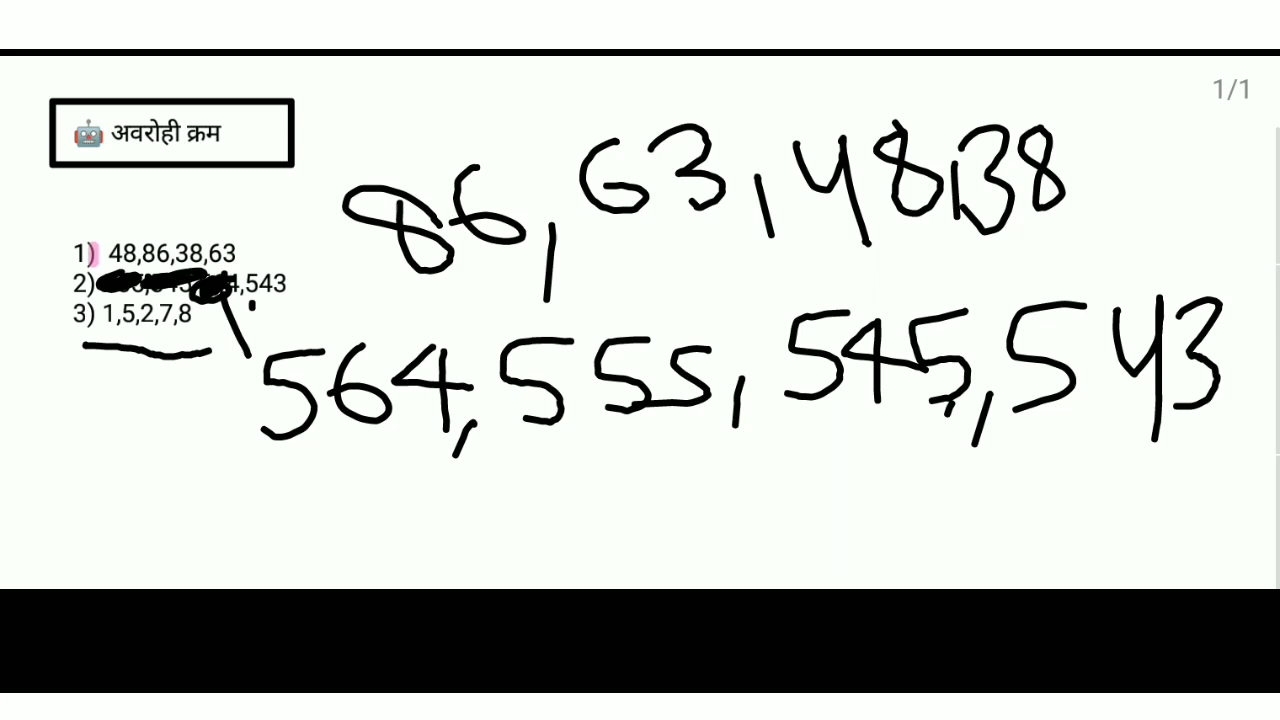 1/1
🤖 अवरोही क्रम
86, 63, 48, 38
1) 48,86,38,63
2) ,543
3) 1,5,2,7,8
564, 555, 545, 543